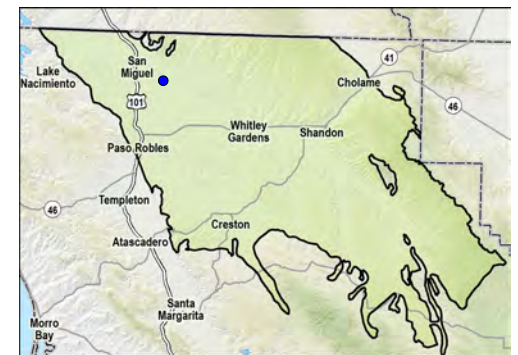 San
Miguel
Lake
Nacimiento
41
Cholame
101
46
Whitley
Gardens
Shandon
Paso Robles
Templeton
46
Creston
Atascadero
Santa
Margarita
Morro
Bay